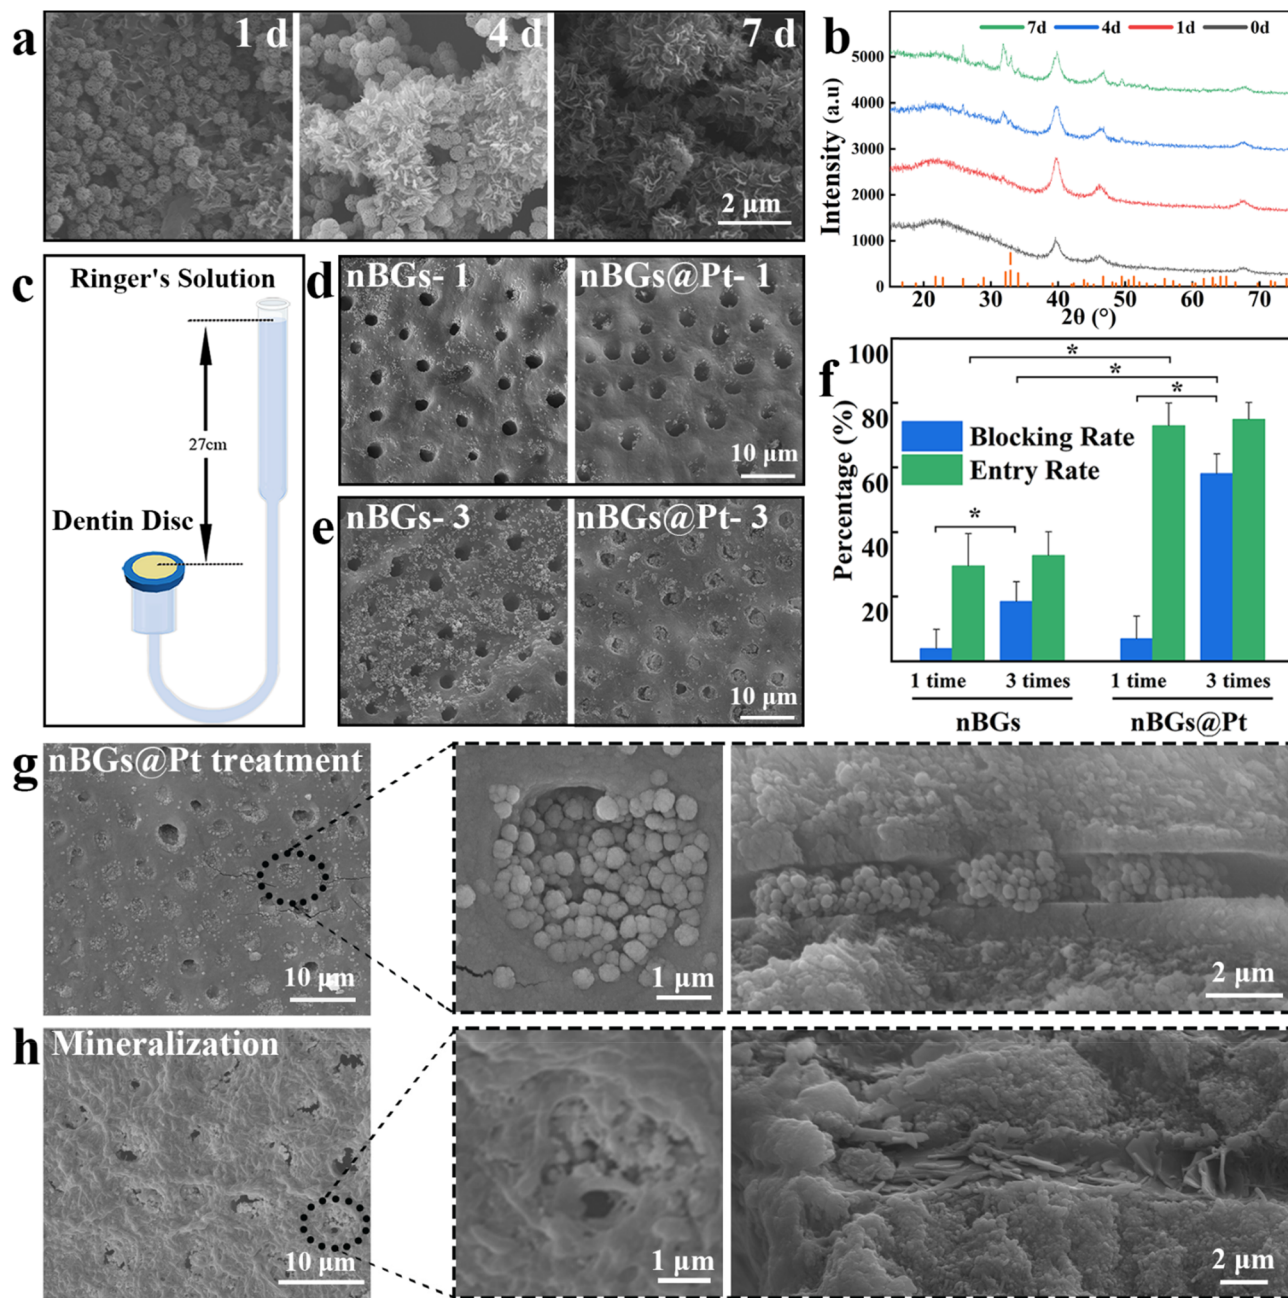 a
1 d
4 d
7 d
2 μm
b
7d
4d
1d
0d
Intensity (a.u)
5000
4000
3000
2000
1000
0
20
30
40
50
60
70
2θ (°)
c
Ringer's Solution
27cm
Dentin Disc
d
nBGs- 1
nBGs@Pt- 1
10 μm
e
nBGs- 3
nBGs@Pt- 3
10 μm
f
Percentage (%)
100
80
60
40
20
*
*
*
*
Blocking Rate
Entry Rate
1 time
3 times
1 time
3 times
nBGs
nBGs@Pt
g
nBGs@Pt treatment
10 μm
1 μm
2 μm
h
Mineralization
10 μm
1 μm
2 μm